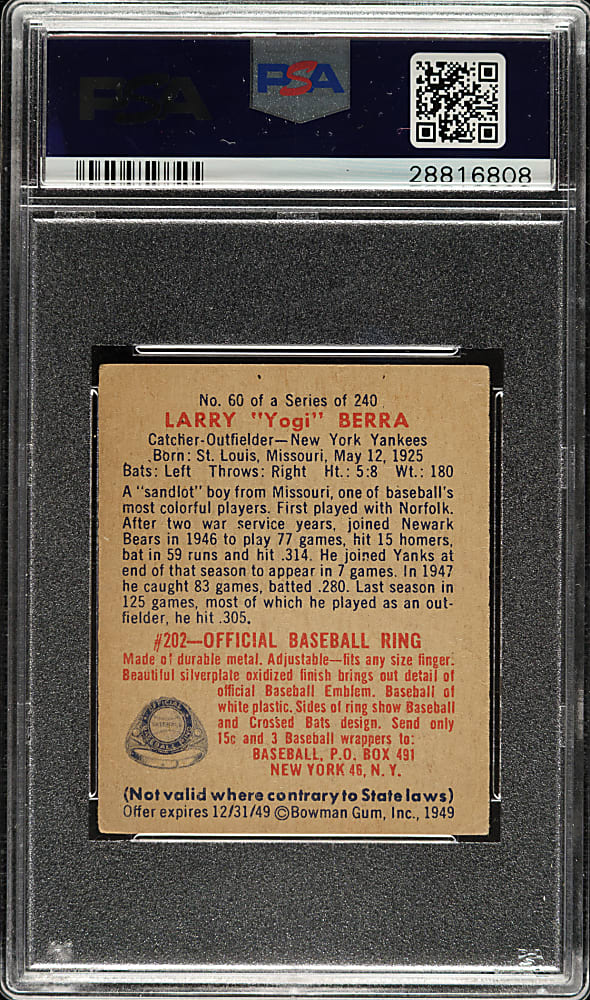 PSA
PSA
28816808
No. 60 of a Series of 240
LARRY "Yogi" BERRA
Catcher-Outfielder—New York Yankees
Born: St. Louis, Missouri, May 12, 1925
Bats: Left Throws: Right Ht.: 5:8 Wt.: 180
A "sandlot" boy from Missouri, one of baseball's
most colorful players. First played with Norfolk.
After two war service years, joined Newark
Bears in 1946 to play 77 games, hit 15 homers,
bat in 59 runs and hit .314. He joined Yanks at
end of that season to appear in 7 games. In 1947
he caught 83 games, batted .280. Last season in
125 games, most of which he played as an out-
fielder, he hit .305.
#202—OFFICIAL BASEBALL RING
Made of durable metal. Adjustable—fits any size finger.
Beautiful silverplate oxidized finish brings out detail of
official Baseball Emblem. Baseball of
white plastic. Sides of ring show Baseball
and Crossed Bats design. Send only
15c and 3 Baseball wrappers to:
BASEBALL, P.O. BOX 491
NEW YORK 46, N. Y.
OFFICIAL
BASEBALL
BASEBALL RING
(Not valid where contrary to State laws)
Offer expires 12/31/49 ©Bowman Gum, Inc., 1949